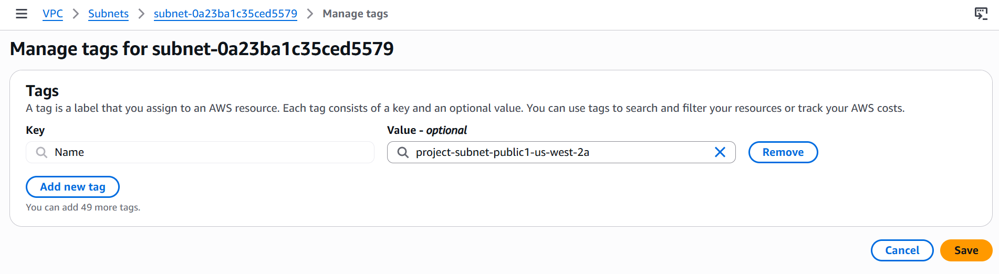 VPC > Subnets > subnet-0a23ba1c35ced5579 > Manage tags
Manage tags for subnet-0a23ba1c35ced5579
Tags
A tag is a label that you assign to an AWS resource. Each tag consists of a key and an optional value. You can use tags to search and filter your resources or track your AWS costs.
Key Value - optional
Name project-subnet-public1-us-west-2a Remove
Add new tag
You can add 49 more tags.
Cancel Save